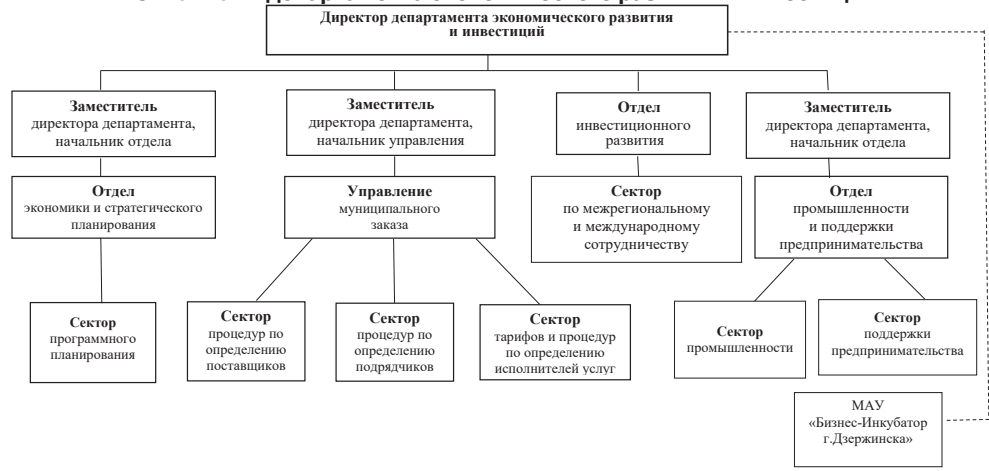 Директор департамента экономического развития
и инвестиций
Заместитель
директора департамента,
начальник отдела
Заместитель
директора департамента,
начальник управления
Отдел
инвестиционного
развития
Заместитель
директора департамента,
начальник отдела
Отдел
экономики и стратегического
планирования
Управление
муниципального
заказа
Сектор
по межрегиональному
и международному
сотрудничеству
Отдел
промышленности
и поддержки
предпринимательства
Сектор
программного
планирования
Сектор
процедур по
определению
поставщиков
Сектор
процедур по
определению
подрядчиков
Сектор
тарифов и процедур
по определению
исполнителей услуг
Сектор
промышленности
Сектор
поддержки
предпринимательства
МАУ
«Бизнес-Инкубатор
г.Дзержинска»